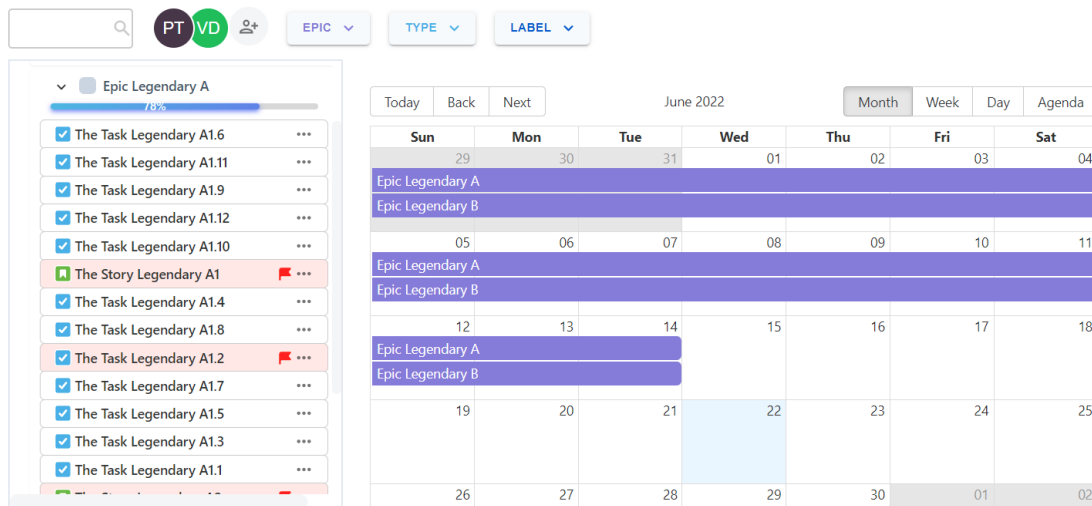 PT VD EPIC TYPE LABEL
Epic Legendary A
78%
The Task Legendary A1.6
The Task Legendary A1.11
The Task Legendary A1.9
The Task Legendary A1.12
The Task Legendary A1.10
The Story Legendary A1
The Task Legendary A1.4
The Task Legendary A1.8
The Task Legendary A1.2
The Task Legendary A1.7
The Task Legendary A1.5
The Task Legendary A1.3
The Task Legendary A1.1
Today Back Next June 2022 Month Week Day Agenda
Sun Mon Tue Wed Thu Fri Sat
29 30 31 01 02 03 04
Epic Legendary A
Epic Legendary B
05 06 07 08 09 10 11
Epic Legendary A
Epic Legendary B
12 13 14 15 16 17 18
Epic Legendary A
Epic Legendary B
19 20 21 22 23 24 25
26 27 28 29 30 01 02